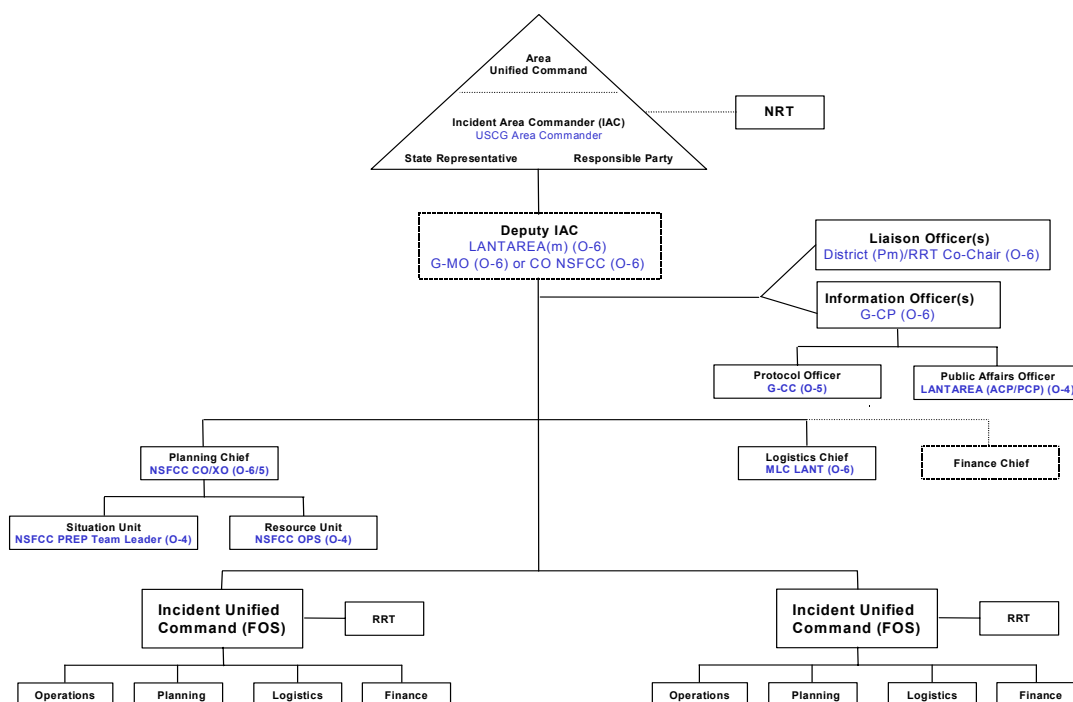 Area
Unified Command
Incident Area Commander (IAC)
USCG Area Commander
State Representative
Responsible Party
NRT
Deputy IAC
LANTAREA(m) (O-6)
G-MO (O-6) or CO NSFCC (O-6)
Liaison Officer(s)
District (Pm)/RRT Co-Chair (O-6)
Information Officer(s)
G-CP (O-6)
Protocol Officer
G-CC (O-5)
Public Affairs Officer
LANTAREA (ACP/PCP) (O-4)
Planning Chief
NSFCC CO/XO (O-6/5)
Logistics Chief
MLC LANT (O-6)
Finance Chief
Situation Unit
NSFCC PREP Team Leader (O-4)
Resource Unit
NSFCC OPS (O-4)
Incident Unified
Command (FOS)
RRT
Incident Unified
Command (FOS)
RRT
Operations
Planning
Logistics
Finance
Operations
Planning
Logistics
Finance